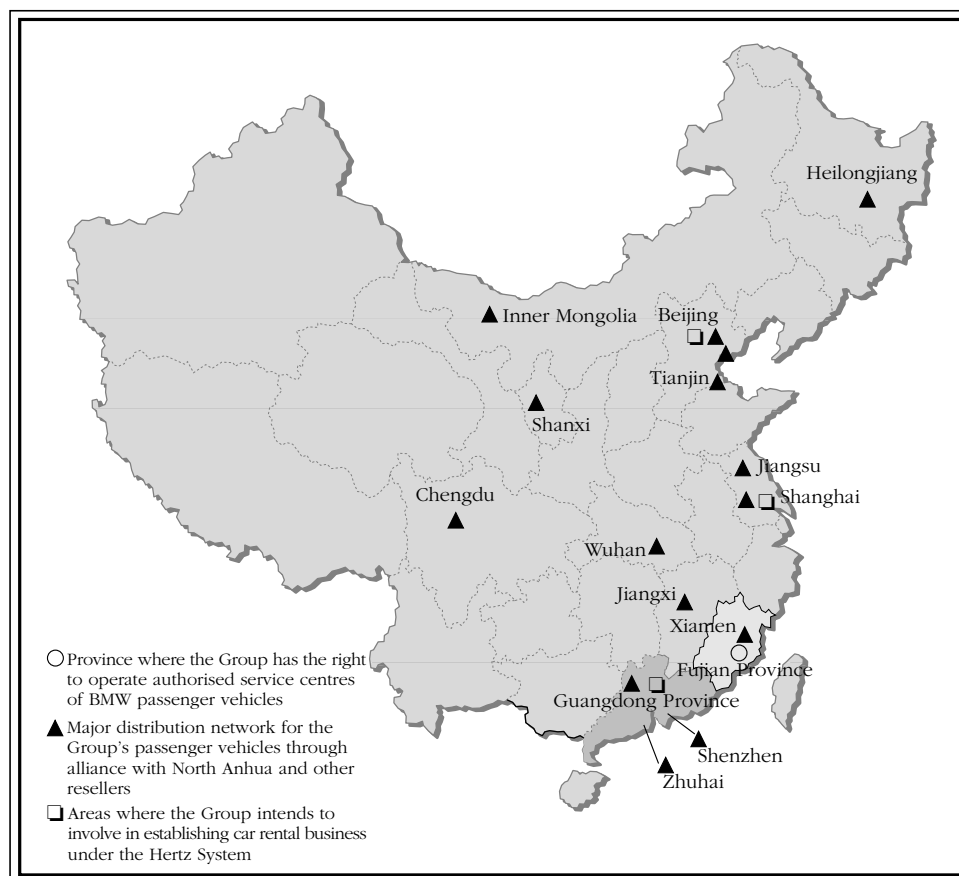 Heilongjiang
Inner Mongolia
Beijing
Tianjin
Shanxi
Jiangsu
Chengdu
Shanghai
Wuhan
Jiangxi
Xiamen
Fujian Province
Guangdong Province
Shenzhen
Zhuhai
Province where the Group has the right
to operate authorised service centres
of BMW passenger vehicles
Major distribution network for the
Group's passenger vehicles through
alliance with North Anhua and other
resellers
Areas where the Group intends to
involve in establishing car rental business
under the Hertz System